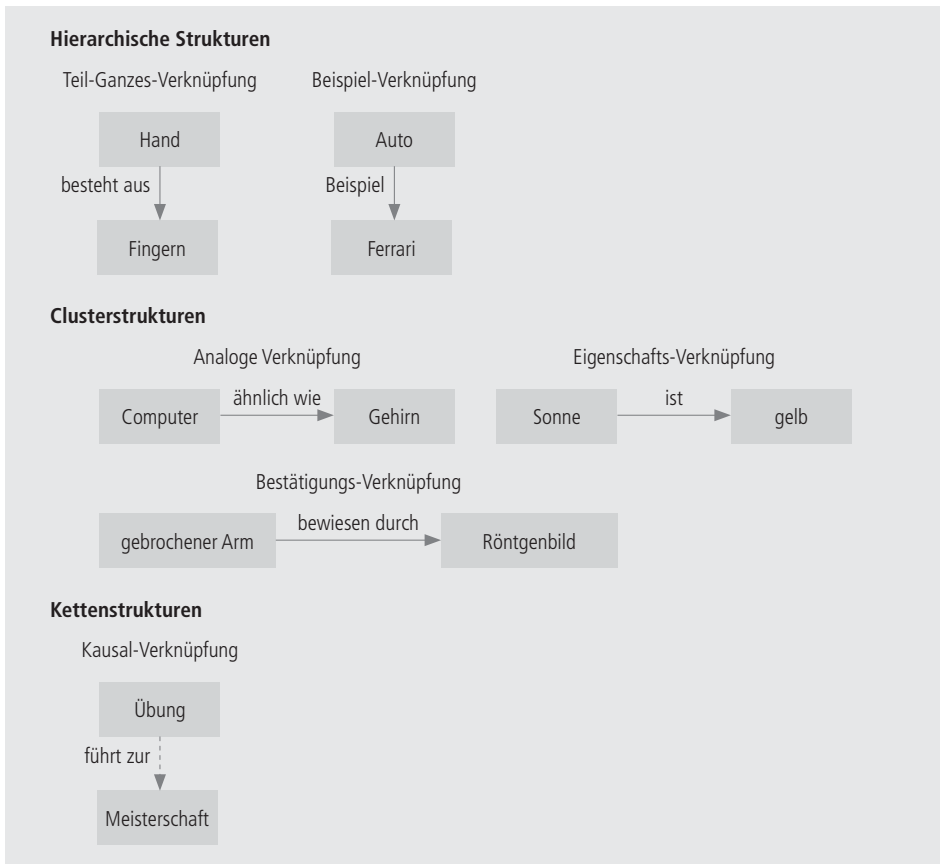 Hierarchische Strukturen
Teil-Ganzes-Verknüpfung
Beispiel-Verknüpfung
Hand
Auto
besteht aus
Beispiel
Fingern
Ferrari
Clusterstrukturen
Analoge Verknüpfung
Eigenschafts-Verknüpfung
Computer
ähnlich wie
Gehirn
Sonne
ist
gelb
Bestätigungs-Verknüpfung
gebrochener Arm
bewiesen durch
Röntgenbild
Kettenstrukturen
Kausal-Verknüpfung
Übung
führt zur
Meisterschaft